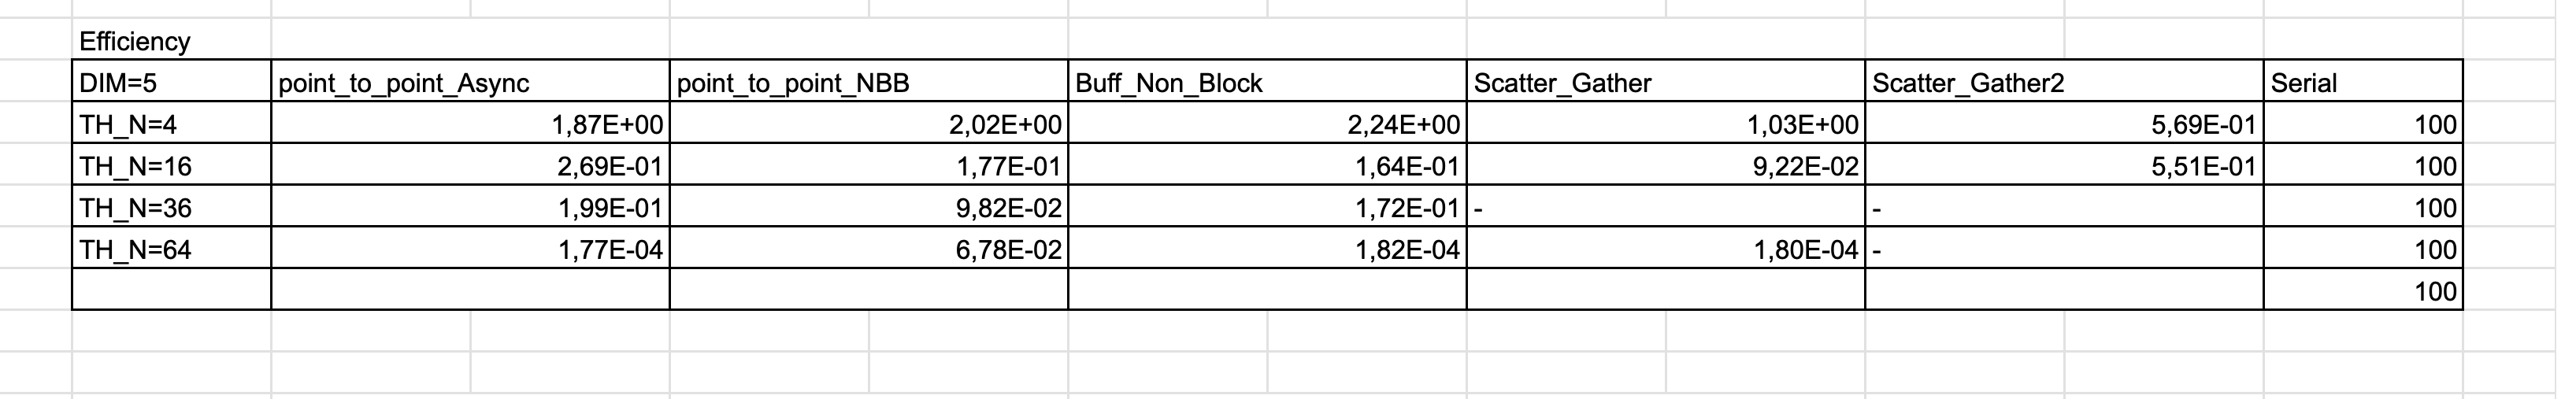 Efficiency
DIM=5 point_to_point_Async point_to_point_NBB Buff_Non_Block Scatter_Gather Scatter_Gather2 Serial
TH_N=4 1,87E+00 2,02E+00 2,24E+00 1,03E+00 5,69E-01 100
TH_N=16 2,69E-01 1,77E-01 1,64E-01 9,22E-02 5,51E-01 100
TH_N=36 1,99E-01 9,82E-02 1,72E-01 - - 100
TH_N=64 1,77E-04 6,78E-02 1,82E-04 1,80E-04 - 100
100